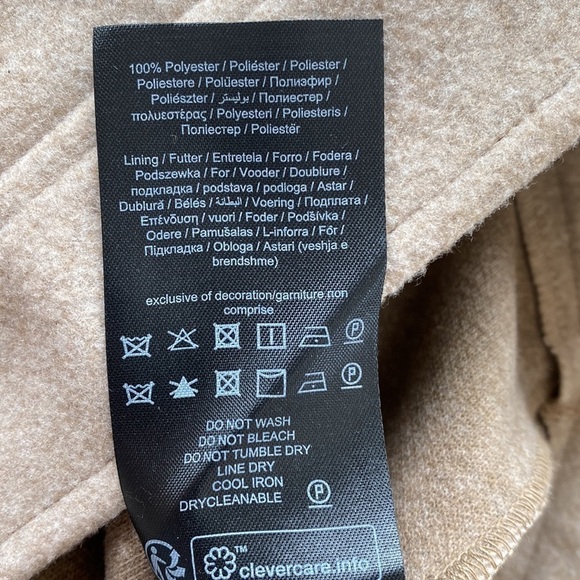 100% Polyester / Poliéster / Poliester /
Poliestere / Polüester / Полиэфир /
Poliészter / بوليستر / Полиестер /
πολυεστέρας / Polyesteri / Poliesteris /
Поліестер / Poliestër
Lining / Futter / Entretela / Forro / Fodera /
Podszewka / For / Vooder / Doublure /
подкладка / podstava / podloga / Astar /
Dublură / Bélés / البطانة / Voering / Подплата /
Επένδυση / vuori / Foder / Podšívka /
Odere / Pamušalas / L-inforra / Fór /
Підкладка / Obloga / Astari (veshja e
brendshme)
exclusive of decoration/garniture non
comprise
P
P
DO NOT WASH
DO NOT BLEACH
DO NOT TUMBLE DRY
LINE DRY
COOL IRON
DRYCLEANABLE P
TM
clevercare.info